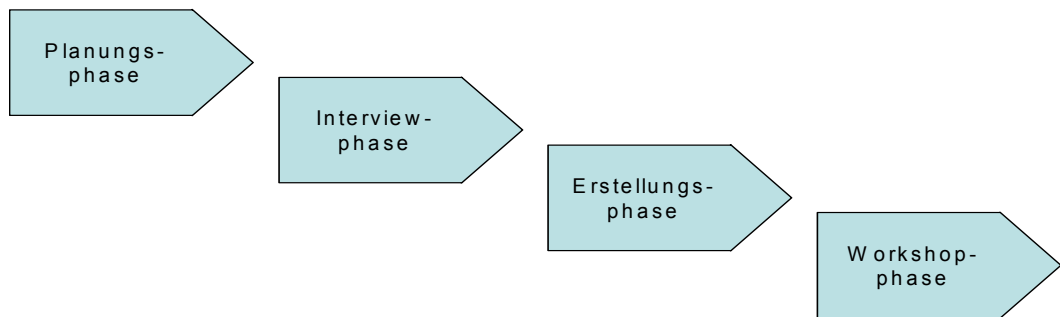 Planungs-
phase
Interview-
phase
Erstellungs-
phase
Workshop-
phase